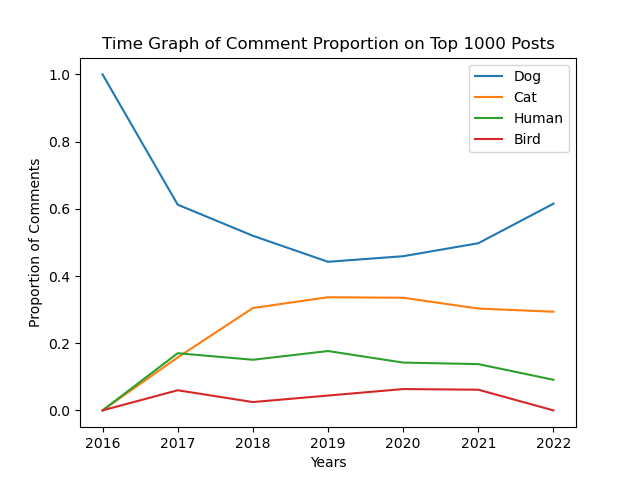 Time Graph of Comment Proportion on Top 1000 Posts
1.0
0.8
0.6
0.4
0.2
0.0
Proportion of Comments
Dog
Cat
Human
Bird
2016 2017 2018 2019 2020 2021 2022
Years